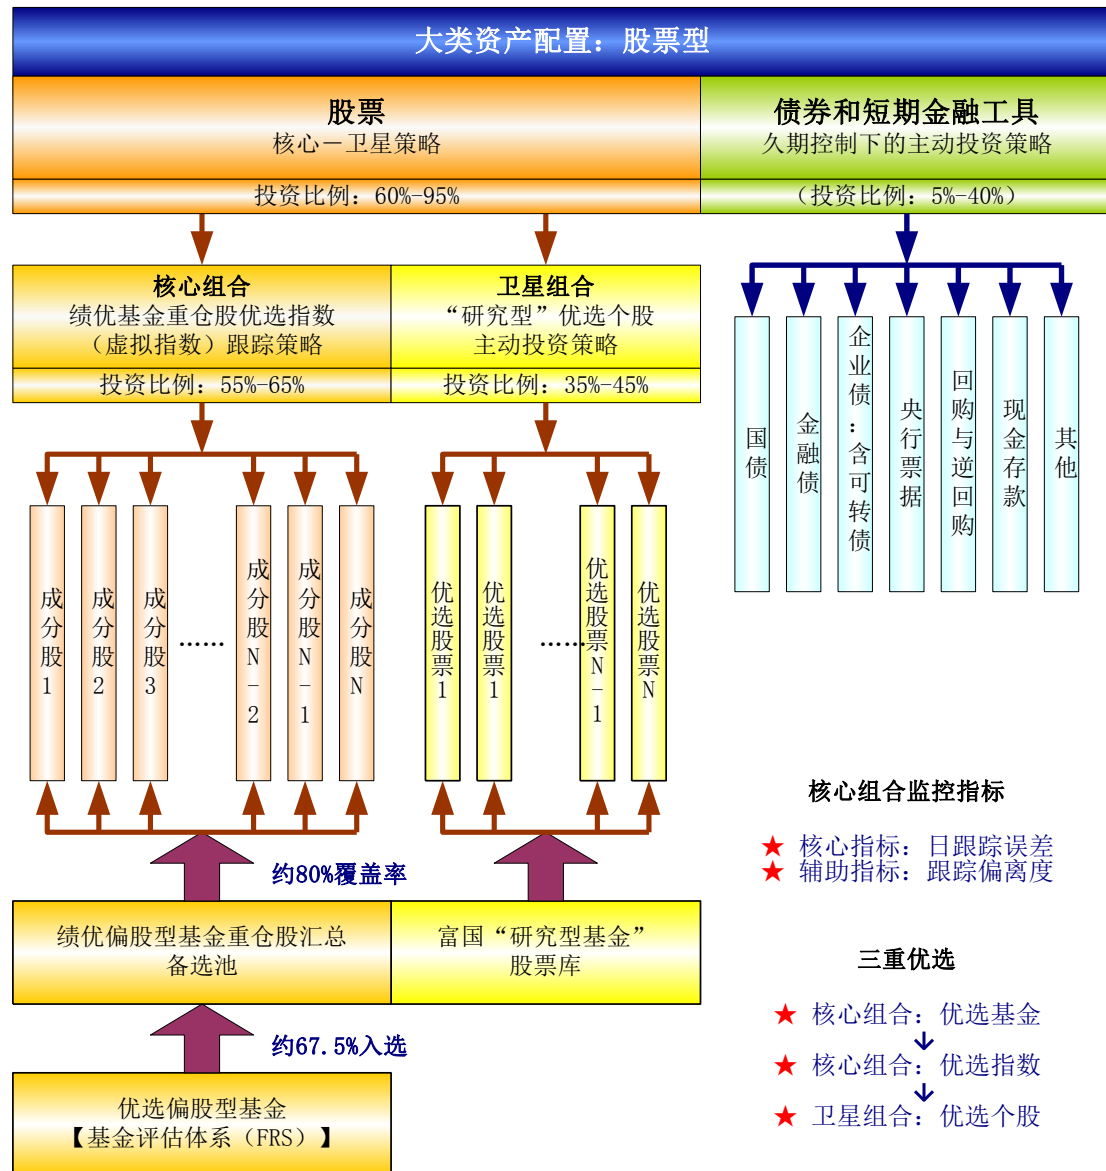 大类资产配置：股票型
股票
核心－卫星策略
投资比例：60%-95%
债券和短期金融工具
久期控制下的主动投资策略
（投资比例：5%-40%）
核心组合
绩优基金重仓股优选指数
（虚拟指数）跟踪策略
投资比例：55%-65%
卫星组合
“研究型”优选个股
主动投资策略
投资比例：35%-45%
国债
金融债
企业债：含可转债
央行票据
回购与逆回购
现金存款
其他
成分股1
成分股2
成分股3
……
成分股N-2
成分股N-1
成分股N
优选股票1
优选股票1
……
优选股票N-1
优选股票N
约80%覆盖率
绩优偏股型基金重仓股汇总
备选池
富国“研究型基金”
股票库
约67.5%入选
优选偏股型基金
【基金评估体系（FRS）】
核心组合监控指标
★ 核心指标：日跟踪误差
★ 辅助指标：跟踪偏离度
三重优选
★ 核心组合：优选基金
↓
★ 核心组合：优选指数
↓
★ 卫星组合：优选个股